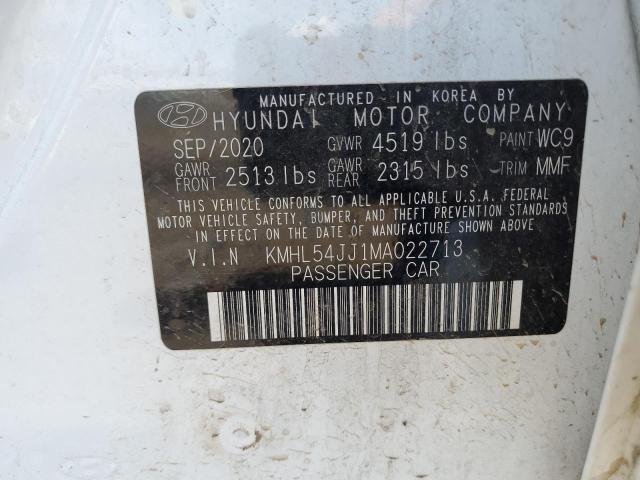 MANUFACTURED IN KOREA BY
HYUNDAI MOTOR COMPANY
SEP/2020 GVWR 4519 lbs PAINT WC9
GAWR FRONT 2513 lbs GAWR REAR 2315 lbs TRIM MMF
THIS VEHICLE CONFORMS TO ALL APPLICABLE U.S.A. FEDERAL
MOTOR VEHICLE SAFETY, BUMPER, AND THEFT PREVENTION STANDARDS
IN EFFECT ON THE DATE OF MANUFACTURE SHOWN ABOVE.
V.I.N KMHL54JJ1MA022713
PASSENGER CAR